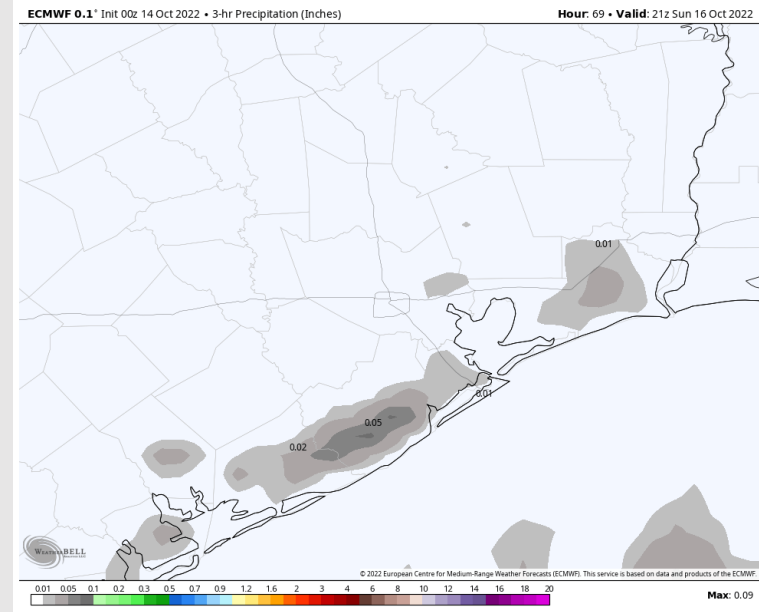 ECMWF 0.1° Init 00z 14 Oct 2022 • 3-hr Precipitation (Inches)
Hour: 69 • Valid: 21z Sun 16 Oct 2022
0.01
0.01
0.05
0.02
WEATHERBELL
© 2022 European Centre for Medium-Range Weather Forecasts (ECMWF). This service is based on data and products of the ECMWF.
0.01 0.05 0.1 0.2 0.3 0.5 0.7 0.9 1.2 1.6 2 3 4 6 8 10 12 14 16 18 20
Max: 0.09